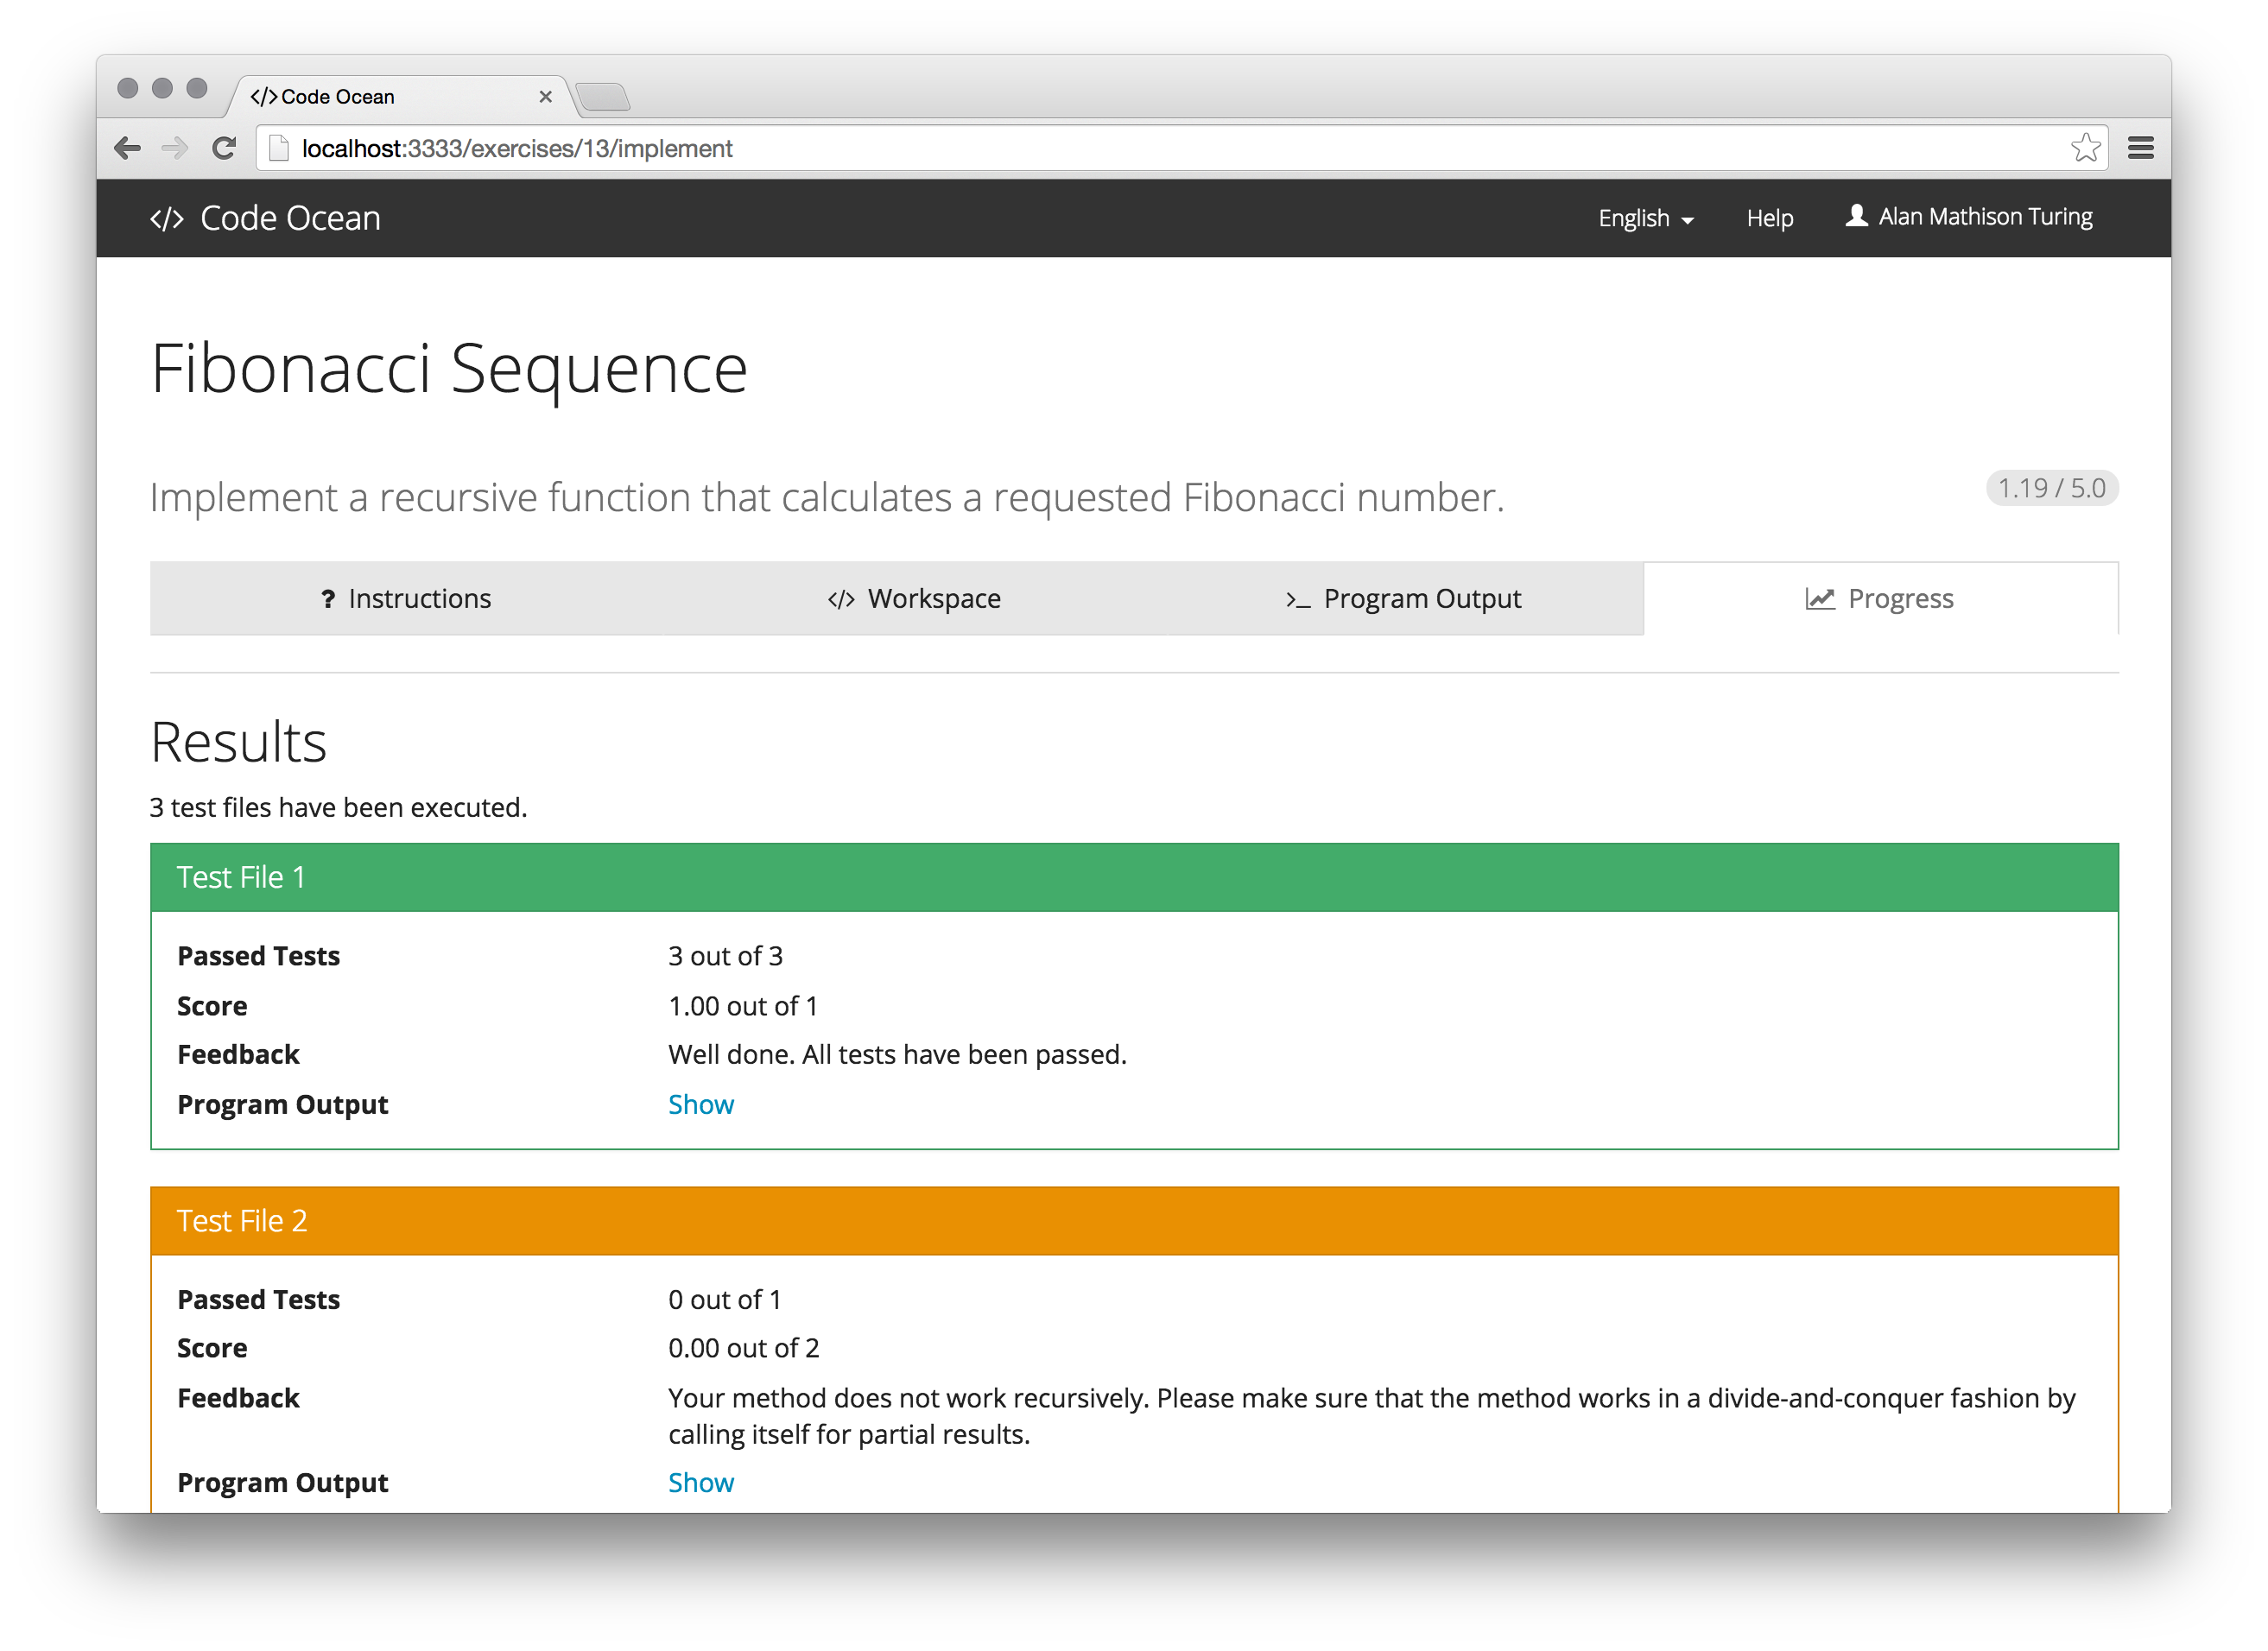 </> Code Ocean
localhost:3333/exercises/13/implement
</> Code Ocean
English
Help
Alan Mathison Turing
Fibonacci Sequence
Implement a recursive function that calculates a requested Fibonacci number.
1.19 / 5.0
? Instructions
</> Workspace
>_ Program Output
Progress
Results
3 test files have been executed.
Test File 1
Passed Tests 3 out of 3
Score 1.00 out of 1
Feedback Well done. All tests have been passed.
Program Output Show
Test File 2
Passed Tests 0 out of 1
Score 0.00 out of 2
Feedback Your method does not work recursively. Please make sure that the method works in a divide-and-conquer fashion by
calling itself for partial results.
Program Output Show